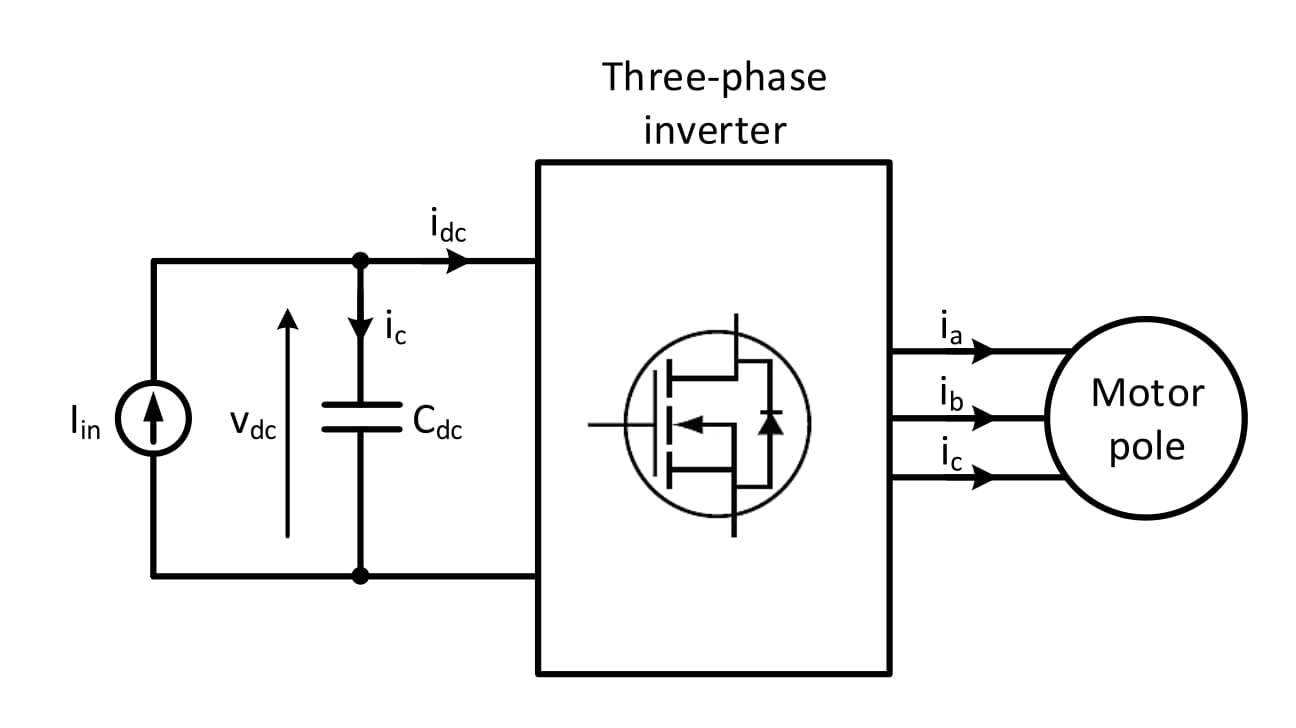 Three-phase
inverter
idc
ic
Iin
vdc
Cdc
ia
ib
ic
Motor
pole